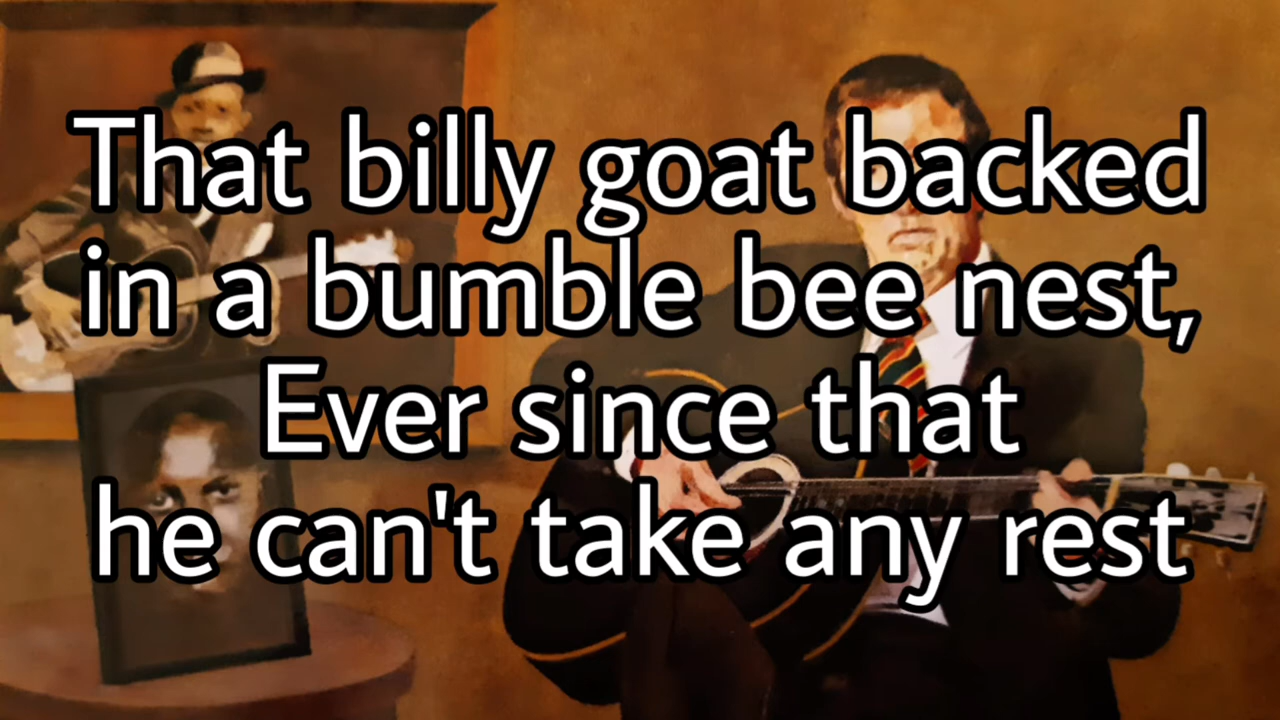 That billy goat backed
in a bumble bee nest,
Ever since that
he can't take any rest